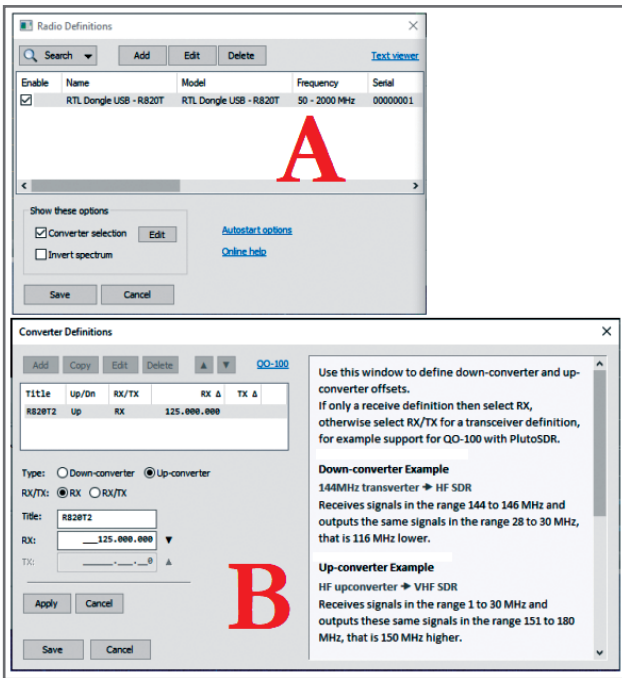 Radio Definitions
Search Add Edit Delete Text viewer
Enable Name Model Frequency Serial
RTL Dongle USB - R820T RTL Dongle USB - R820T 50 - 2000 MHz 00000001
A
Show these options
Converter selection Edit Autostart options
Invert spectrum Online help
Save Cancel
Converter Definitions
Add Copy Edit Delete QO-100
Title Up/Dn RX/TX RX Δ TX Δ
R820T2 Up RX 125.000.000
Type: Down-converter Up-converter
RX/TX: RX RX/TX
Title: R820T2
RX: ___125.000.000
TX: ______.___.__0
Apply Cancel
Save Cancel
B
Use this window to define down-converter and up-
converter offsets.
If only a receive definition then select RX,
otherwise select RX/TX for a transceiver definition,
for example support for QO-100 with PlutoSDR.
Down-converter Example
144MHz transverter ➔ HF SDR
Receives signals in the range 144 to 146 MHz and
outputs the same signals in the range 28 to 30 MHz,
that is 116 MHz lower.
Up-converter Example
HF upconverter ➔ VHF SDR
Receives signals in the range 1 to 30 MHz and
outputs these same signals in the range 151 to 180
MHz, that is 150 MHz higher.